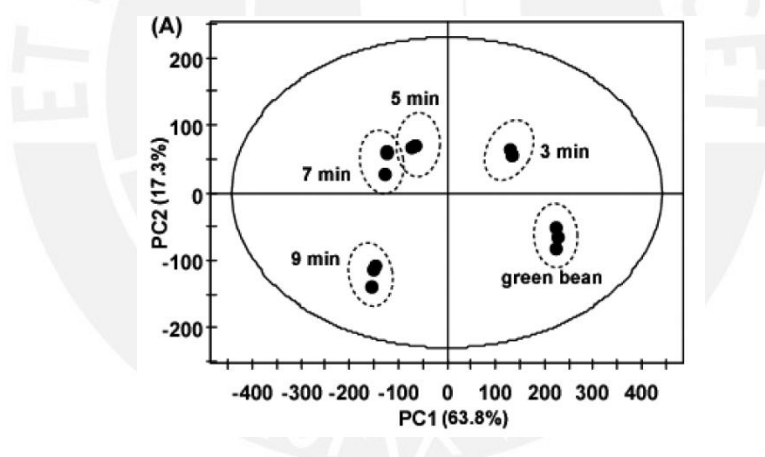 (A)
200
100
0
-100
-200
PC2 (17.3%)
5 min
3 min
7 min
9 min
green bean
-400 -300 -200 -100 0 100 200 300 400
PC1 (63.8%)
ET